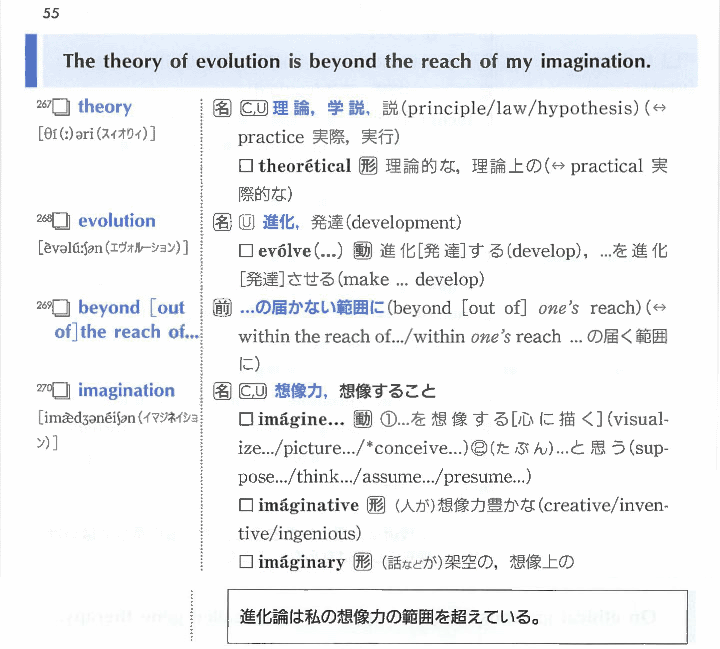 55
The theory of evolution is beyond the reach of my imagination.
267 □ theory
[θí(:)əri(スィオリィ)]
名 C,U 理論，学説，説(principle/law/hypothesis)(↔
practice 実際，実行)
□ theorétical 形 理論的な，理論上の(↔ practical 実
際的な)
268 □ evolution
[èvəlúːʃən(エヴォルーション)]
名 U 進化，発達(development)
□ evólve(...) 動 進化[発達]する(develop)，...を進化
[発達]させる(make ... develop)
269 □ beyond [out
of]the reach of...
前 ...の届かない範囲に(beyond [out of] one's reach)(↔
within the reach of.../within one's reach ... の届く範囲
に)
270 □ imagination
[imæ̀dʒənéiʃən(イマヂネイショ
ン)]
名 C,U 想像力，想像すること
□ imágine... 動 ①...を想像する[心に描く](visual-
ize.../picture.../*conceive...)②(たぶん)...と思う(sup-
pose.../think.../assume.../presume...)
□ imáginative 形 (人が)想像力豊かな(creative/inven-
tive/ingenious)
□ imáginary 形 (話などが)架空の，想像上の
進化論は私の想像力の範囲を超えている。